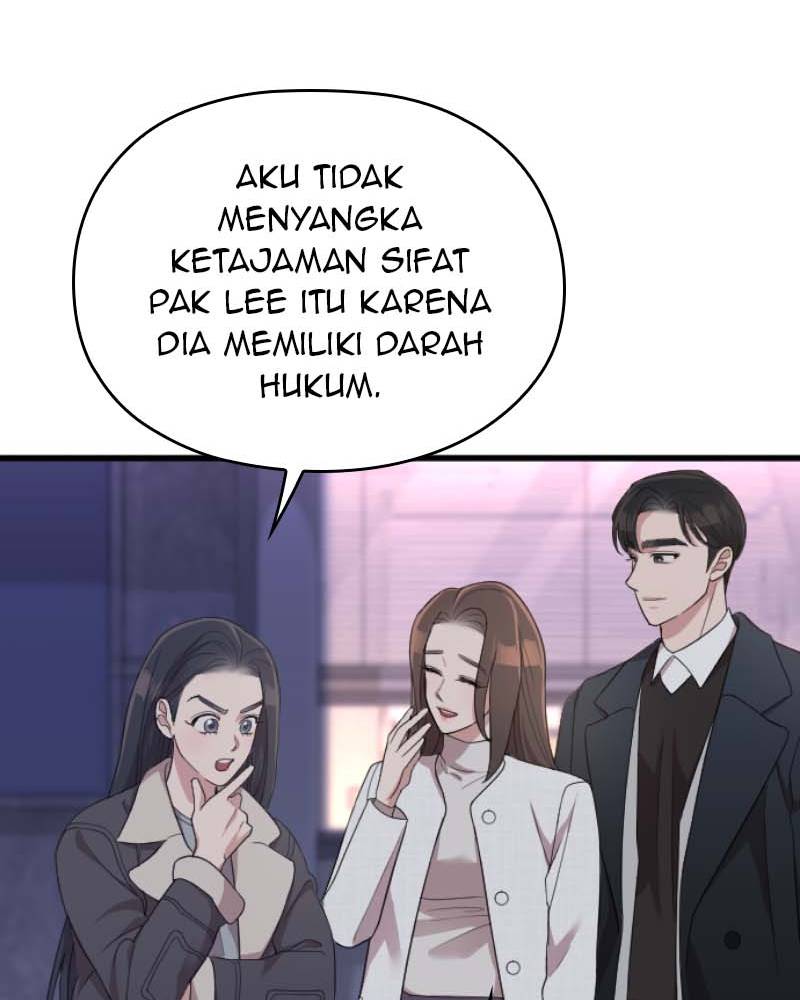 AKU TIDAK
MENYANGKA
KETAJAMAN SIFAT
PAK LEE ITU KARENA
DIA MEMILIKI DARAH
HUKUM.